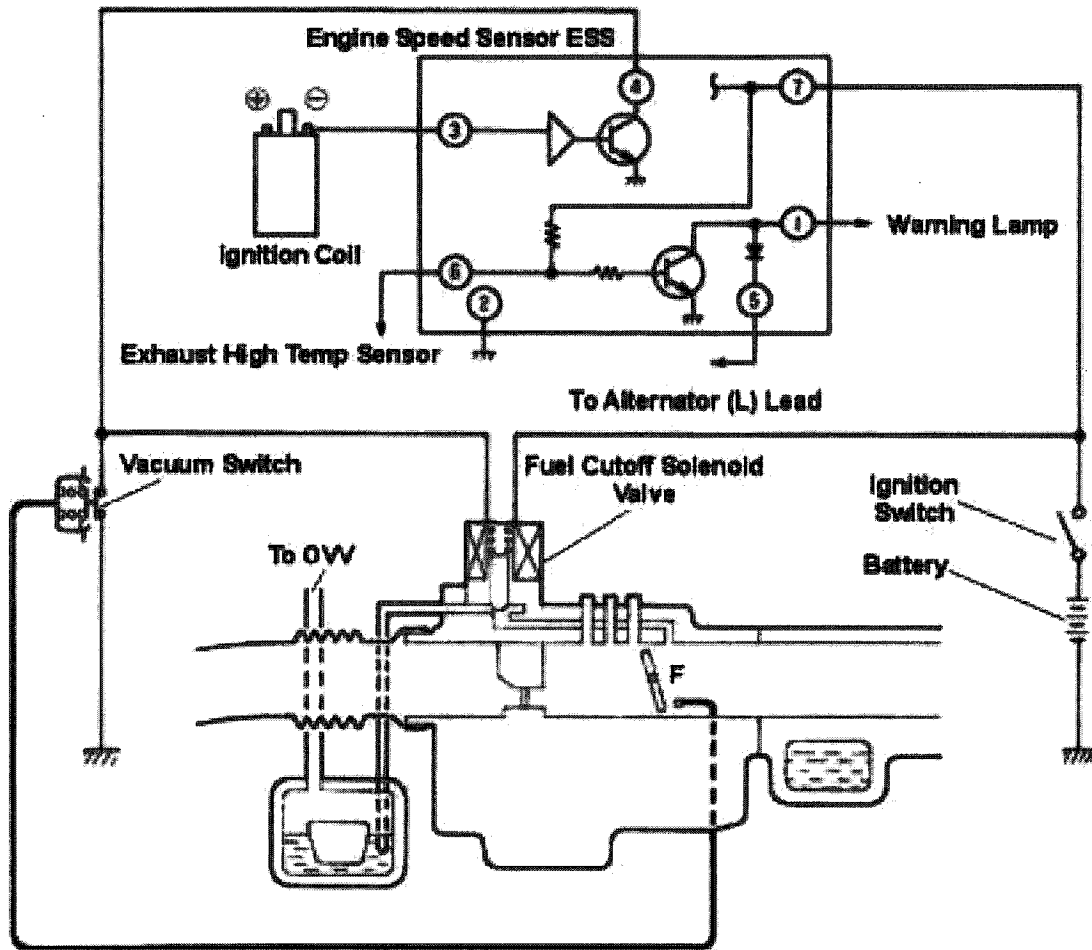 Engine Speed Sensor ESS
4
7
3
Ignition Coil
1
Warning Lamp
6
2
5
Exhaust High Temp Sensor
To Alternator (L) Lead
Vacuum Switch
Fuel Cutoff Solenoid
Valve
Ignition
Switch
To OVV
Battery
F